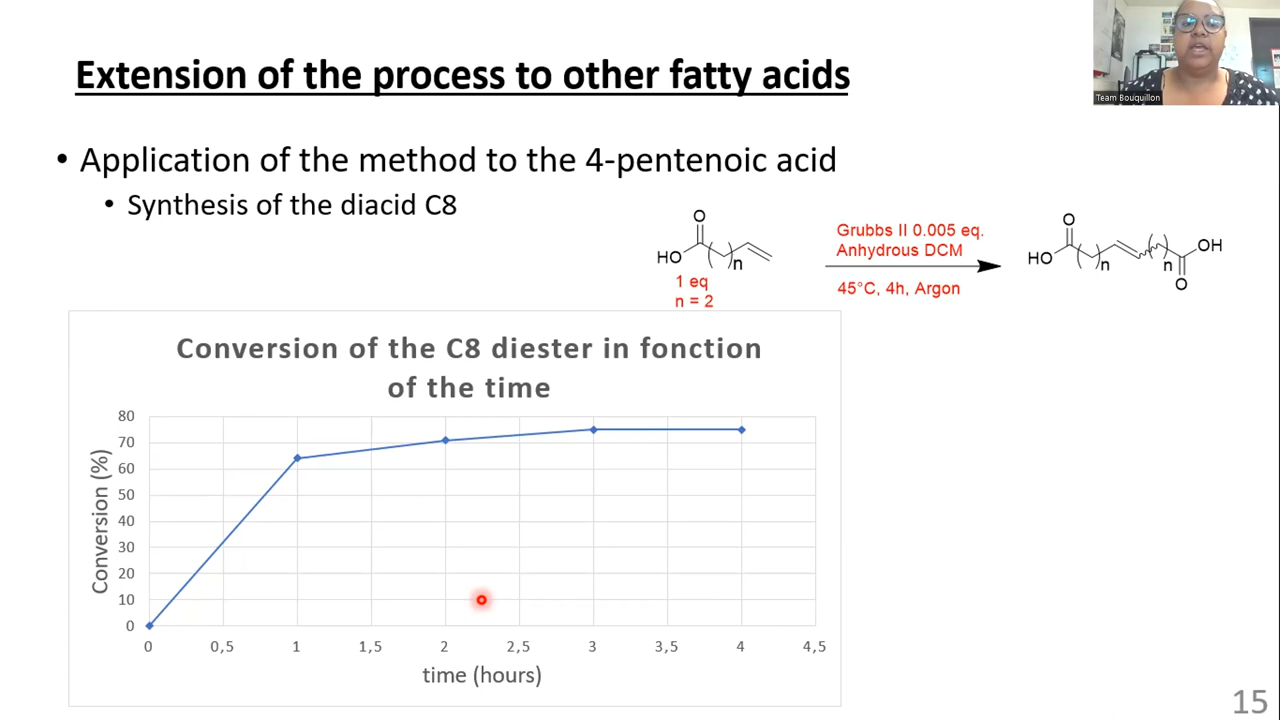 Extension of the process to other fatty acids
Team Bouquillon
• Application of the method to the 4-pentenoic acid
• Synthesis of the diacid C8
O
HO
n
1 eq
n = 2
Grubbs II 0.005 eq.
Anhydrous DCM
45°C, 4h, Argon
O
HO
n
n
OH
O
Conversion of the C8 diester in fonction
of the time
Conversion (%)
80
70
60
50
40
30
20
10
0
0 0,5 1 1,5 2 2,5 3 3,5 4 4,5
time (hours)
15